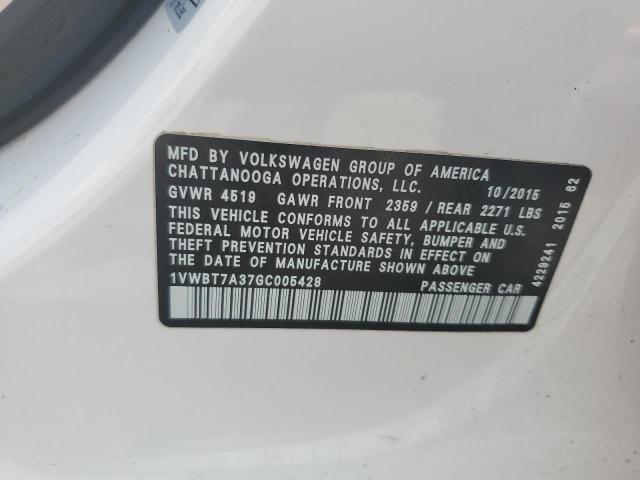 MFD BY VOLKSWAGEN GROUP OF AMERICA
CHATTANOOGA OPERATIONS, LLC. 10/2015
GVWR 4519 GAWR FRONT 2359 / REAR 2271 LBS
THIS VEHICLE CONFORMS TO ALL APPLICABLE U.S.
FEDERAL MOTOR VEHICLE SAFETY, BUMPER AND
THEFT PREVENTION STANDARDS IN EFFECT ON
THE DATE OF MANUFACTURE SHOWN ABOVE
1VWBT7A37GC005428 PASSENGER CAR
4229241 2015 62